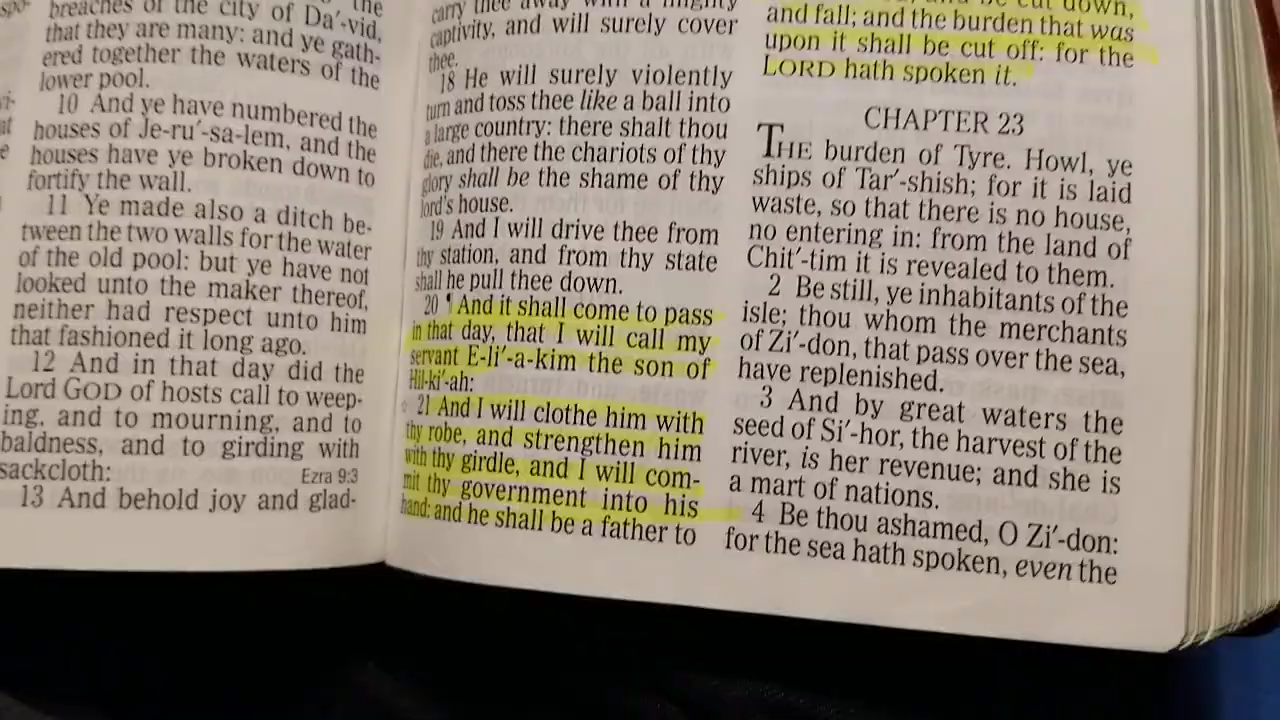 breaches of the city of Da′-vid,
that they are many: and ye gath-
ered together the waters of the
lower pool.
10 And ye have numbered the
houses of Je-ru′-sa-lem, and the
houses have ye broken down to
fortify the wall.
11 Ye made also a ditch be-
tween the two walls for the water
of the old pool: but ye have not
looked unto the maker thereof,
neither had respect unto him
that fashioned it long ago.
12 And in that day did the
Lord GOD of hosts call to weep-
ing, and to mourning, and to
baldness, and to girding with
sackcloth: Ezra 9:3
13 And behold joy and glad-
carry thee away with a mighty
captivity, and will surely cover
thee.
18 He will surely violently
turn and toss thee like a ball into
a large country: there shalt thou
die, and there the chariots of thy
glory shall be the shame of thy
lord's house.
19 And I will drive thee from
thy station, and from thy state
shall he pull thee down.
20 ¶ And it shall come to pass
in that day, that I will call my
servant E-li′-a-kim the son of
Hil-ki′-ah:
21 And I will clothe him with
thy robe, and strengthen him
with thy girdle, and I will com-
mit thy government into his
hand: and he shall be a father to
be cut down,
and fall; and the burden that was
upon it shall be cut off: for the
LORD hath spoken it.
CHAPTER 23
THE burden of Tyre. Howl, ye
ships of Tar′-shish; for it is laid
waste, so that there is no house,
no entering in: from the land of
Chit′-tim it is revealed to them.
2 Be still, ye inhabitants of the
isle; thou whom the merchants
of Zi′-don, that pass over the sea,
have replenished.
3 And by great waters the
seed of Si′-hor, the harvest of the
river, is her revenue; and she is
a mart of nations.
4 Be thou ashamed, O Zi′-don:
for the sea hath spoken, even the